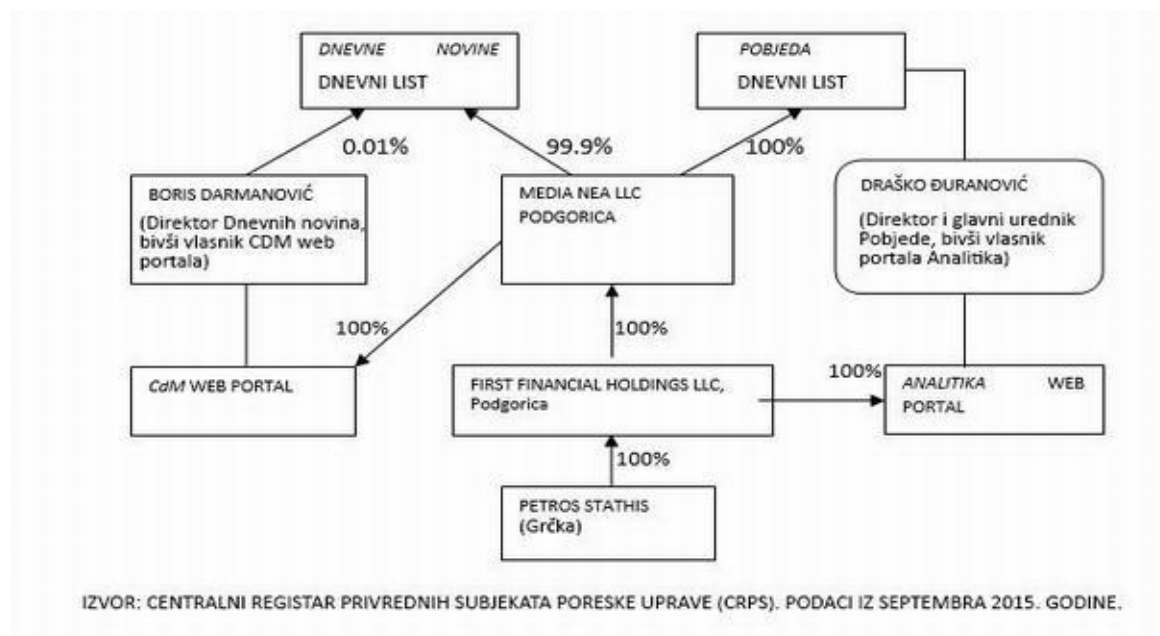 DNEVNE NOVINE
DNEVNI LIST
POBJEDA
DNEVNI LIST
0.01%
99.9%
100%
BORIS DARMANOVIĆ
(Direktor Dnevnih novina,
bivši vlasnik CDM web
portala)
MEDIA NEA LLC
PODGORICA
DRAŠKO ĐURANOVIĆ
(Direktor i glavni urednik
Pobjede, bivši vlasnik
portala Analitika)
100%
100%
CdM WEB PORTAL
FIRST FINANCIAL HOLDINGS LLC,
Podgorica
100%
ANALITIKA WEB
PORTAL
100%
PETROS STATHIS
(Grčka)
IZVOR: CENTRALNI REGISTAR PRIVREDNIH SUBJEKATA PORESKE UPRAVE (CRPS). PODACI IZ SEPTEMBRA 2015. GODINE.